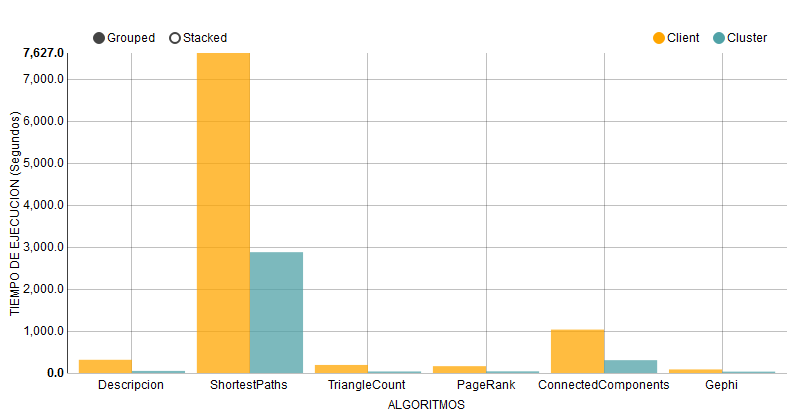 Grouped Stacked Client Cluster
7,627.0
7,000.0
6,000.0
5,000.0
4,000.0
3,000.0
2,000.0
1,000.0
0.0
TIEMPO DE EJECUCION (Segundos)
Descripcion ShortestPaths TriangleCount PageRank ConnectedComponents Gephi
ALGORITMOS